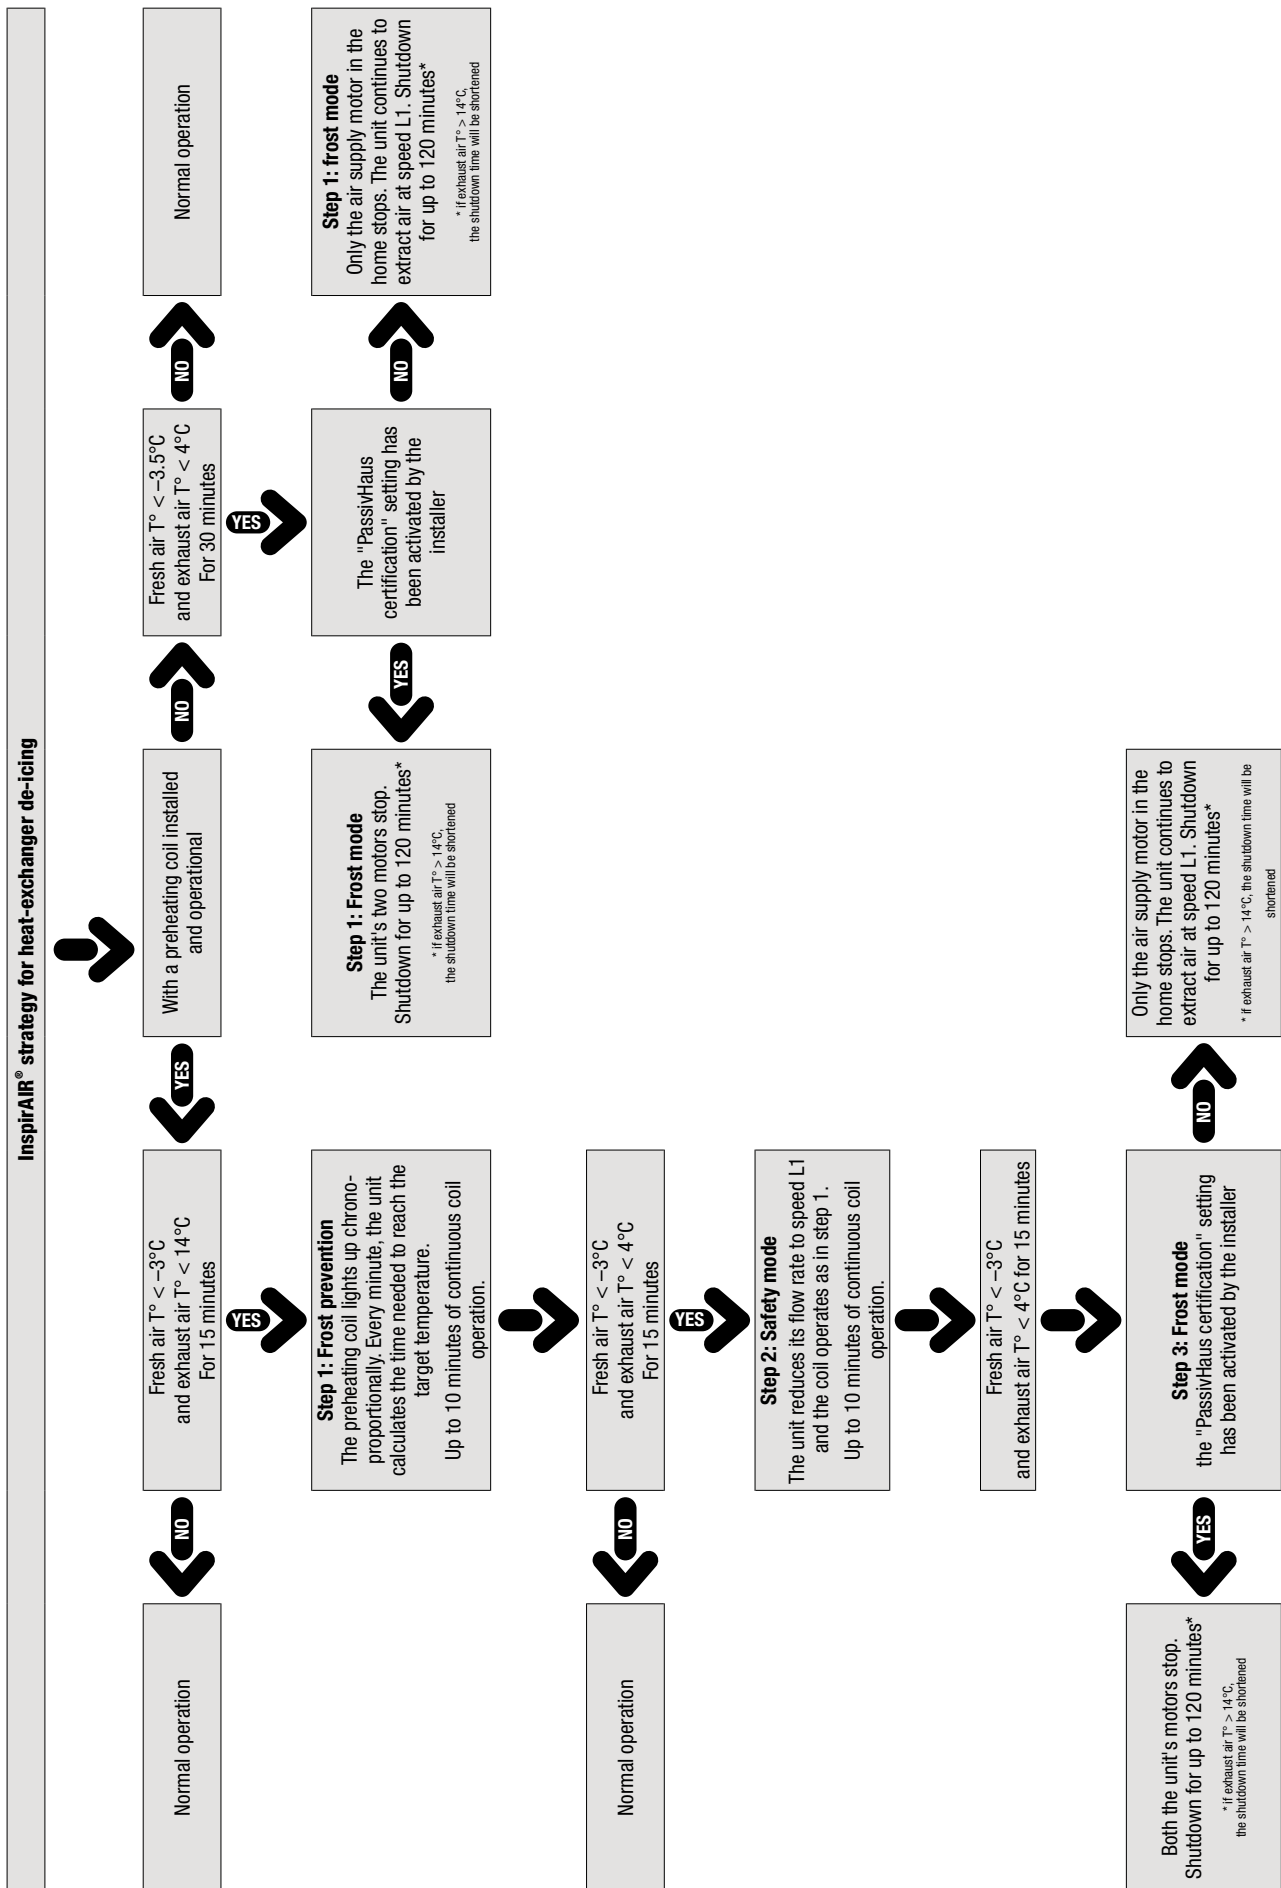 InspirAIR® strategy for heat-exchanger de-icing
Normal operation
NO
Fresh air T° < –3°C
and exhaust air T° < 14°C
For 15 minutes
YES
With a preheating coil installed
and operational
NO
Fresh air T° < –3.5°C
and exhaust air T° < 4°C
For 30 minutes
NO
Normal operation
YES
YES
Step 1: Frost prevention
The preheating coil lights up chrono-
proportionally. Every minute, the unit
calculates the time needed to reach the
target temperature.
Up to 10 minutes of continuous coil
operation.
Step 1: Frost mode
The unit's two motors stop.
Shutdown for up to 120 minutes*
* if exhaust air T° > 14°C,
the shutdown time will be shortened
YES
The "PassivHaus
certification" setting has
been activated by the
installer
NO
Step 1: frost mode
Only the air supply motor in the
home stops. The unit continues to
extract air at speed L1. Shutdown
for up to 120 minutes*
* if exhaust air T° > 14°C,
the shutdown time will be shortened
Normal operation
NO
Fresh air T° < –3°C
and exhaust air T° < 4°C
For 15 minutes
YES
Step 2: Safety mode
The unit reduces its flow rate to speed L1
and the coil operates as in step 1.
Up to 10 minutes of continuous coil
operation.
Fresh air T° < –3°C
and exhaust air T° < 4°C for 15 minutes
Both the unit's motors stop.
Shutdown for up to 120 minutes*
* if exhaust air T° > 14°C,
the shutdown time will be shortened
YES
Step 3: Frost mode
the "PassivHaus certification" setting
has been activated by the installer
NO
Only the air supply motor in the
home stops. The unit continues to
extract air at speed L1. Shutdown
for up to 120 minutes*
* if exhaust air T° > 14°C, the shutdown time will be
shortened